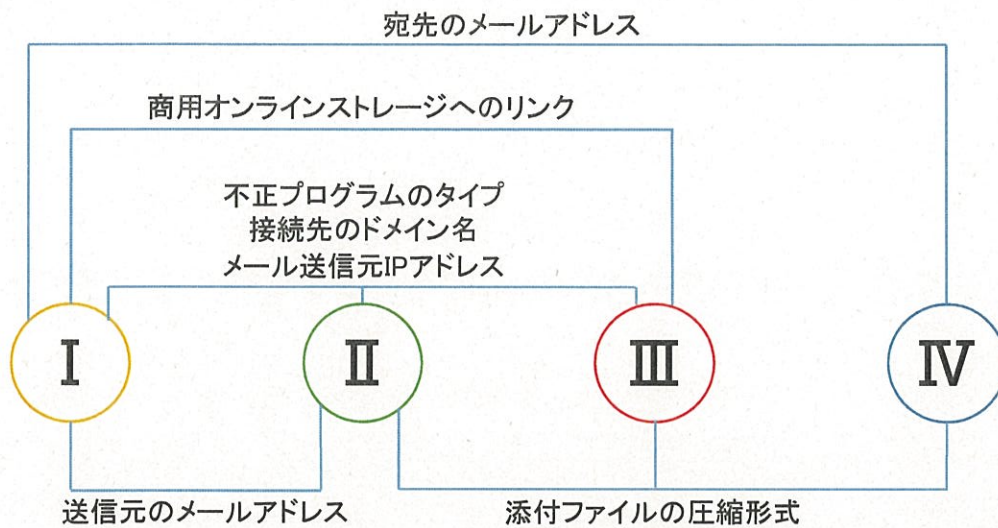 宛先のメールアドレス
商用オンラインストレージへのリンク
不正プログラムのタイプ
接続先のドメイン名
メール送信元IPアドレス
Ⅰ
Ⅱ
Ⅲ
Ⅳ
送信元のメールアドレス
添付ファイルの圧縮形式